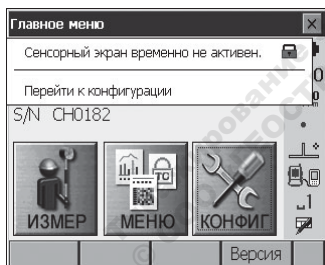 Главное меню
Сенсорный экран временно не активен.
Перейти к конфигурации
S/N CH0182
ИЗМЕР
МЕНЮ
КОНФИГ
Версия